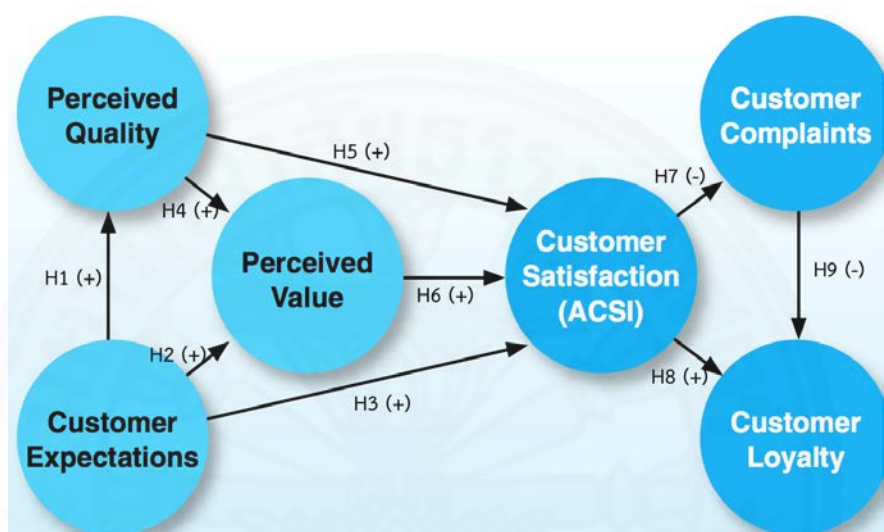 Perceived
Quality
Customer
Complaints
H5 (+)
H7 (-)
H4 (+)
H1 (+)
Perceived
Value
H6 (+)
Customer
Satisfaction
(ACSI)
H9 (-)
H2 (+)
H3 (+)
H8 (+)
Customer
Expectations
Customer
Loyalty